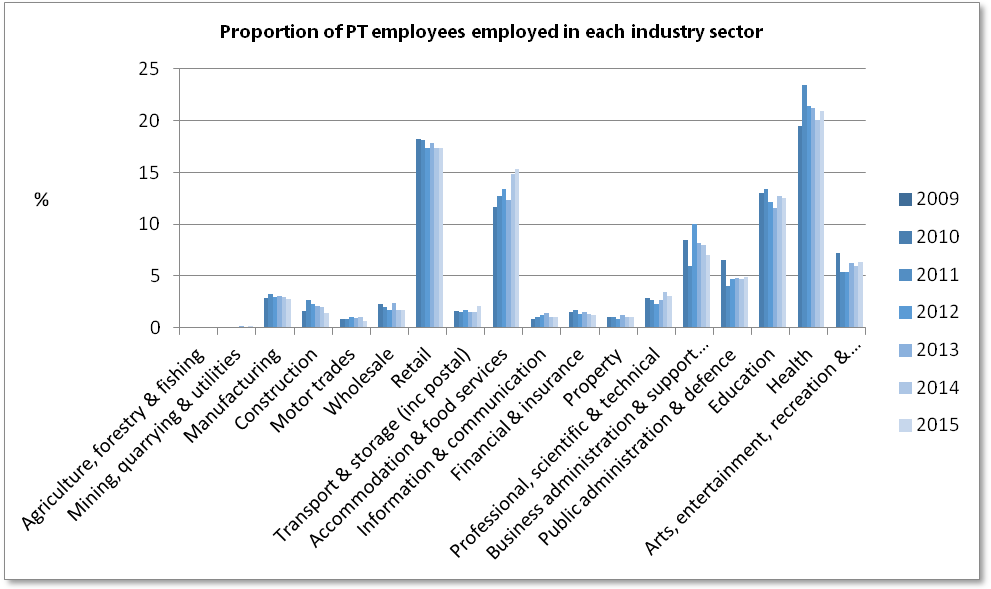 Proportion of PT employees employed in each industry sector
25
20
15
10
5
0
%
Agriculture, forestry & fishing
Mining, quarrying & utilities
Manufacturing
Construction
Motor trades
Wholesale
Retail
Transport & storage (inc postal)
Accommodation & food services
Information & communication
Financial & insurance
Property
Professional, scientific & technical
Business administration & support...
Public administration & defence
Education
Health
Arts, entertainment, recreation &...
2009
2010
2011
2012
2013
2014
2015